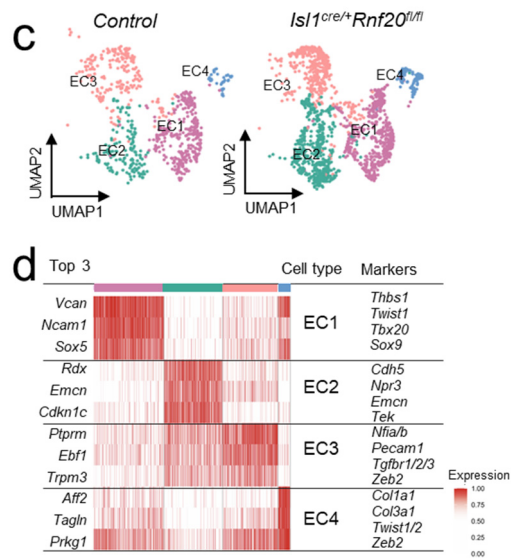 c
Control
Isl1cre/+Rnf20fl/fl
EC3
EC4
EC1
EC2
UMAP2
UMAP1
EC3
EC4
EC1
EC2
UMAP2
UMAP1
d
Top 3
Cell type
Markers
Vcan
Ncam1
Sox5
EC1
Thbs1
Twist1
Tbx20
Sox9
Rdx
Emcn
Cdkn1c
EC2
Cdh5
Npr3
Emcn
Tek
Ptprm
Ebf1
Trpm3
EC3
Nfia/b
Pecam1
Tgfbr1/2/3
Zeb2
Aff2
Tagln
Prkg1
EC4
Col1a1
Col3a1
Twist1/2
Zeb2
Expression
1.00
0.75
0.50
0.25
0.00